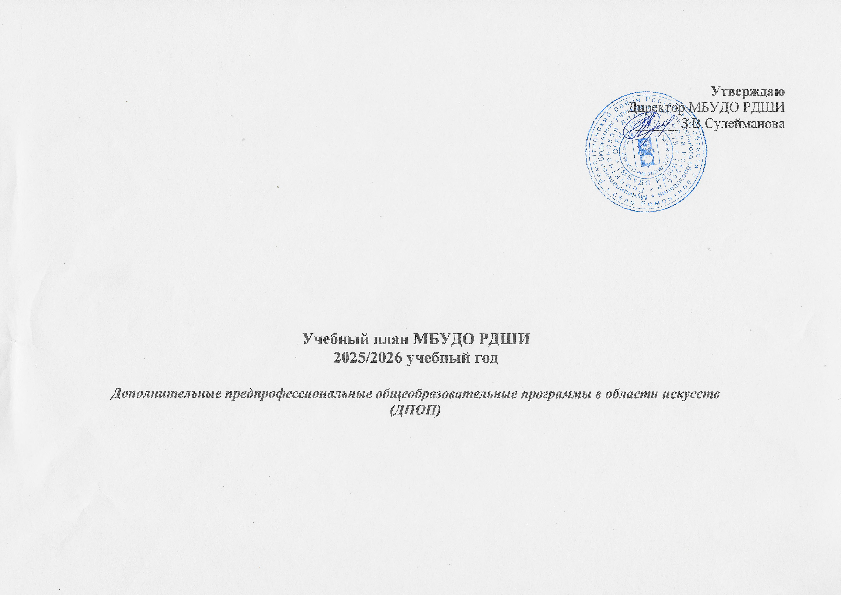 Утверждаю
Директор МБУДО РДШИ
З.В.Сулейманова
Учебный план МБУДО РДШИ
2025/2026 учебный год
Дополнительные предпрофессиональные общеобразовательные программы в области искусств
(ДПОП)